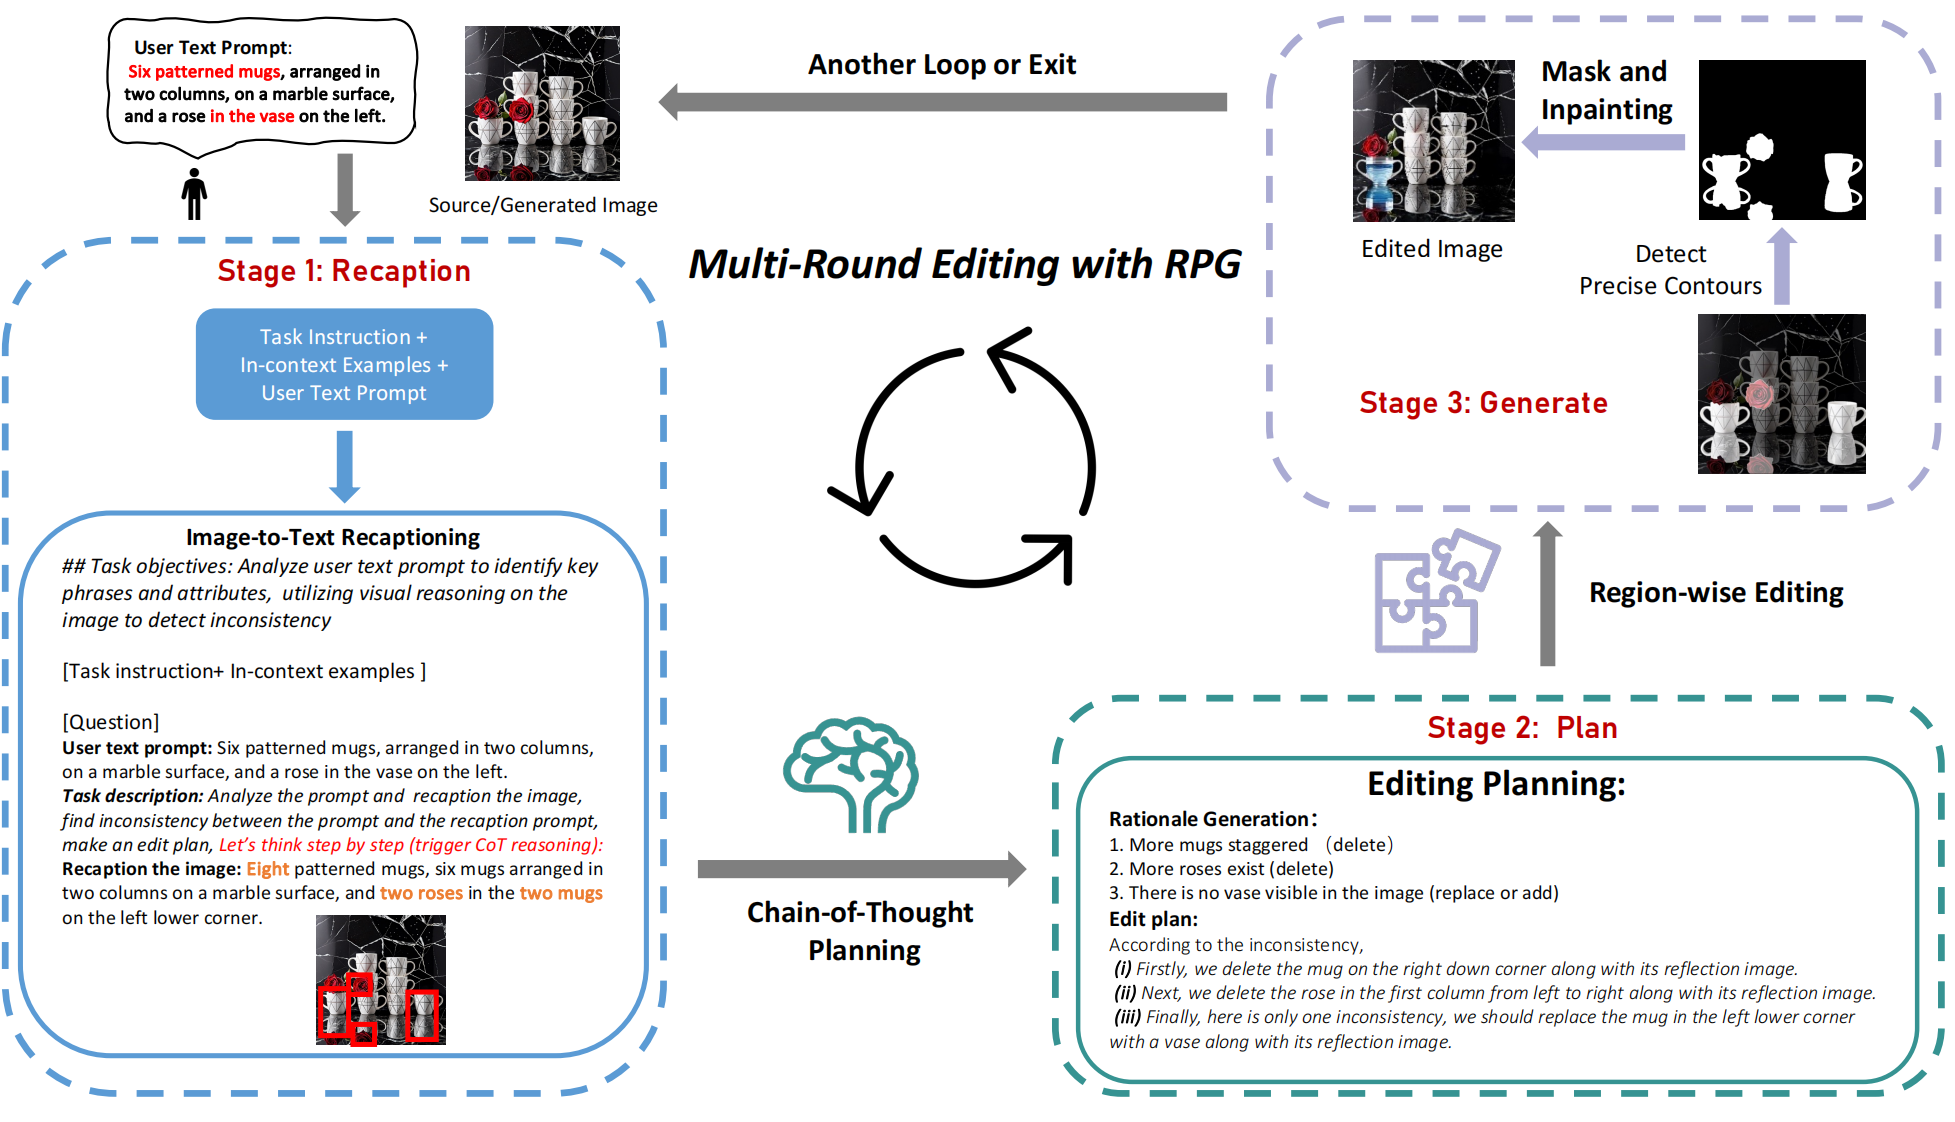 User Text Prompt:
Six patterned mugs, arranged in
two columns, on a marble surface,
and a rose in the vase on the left.
Source/Generated Image
Another Loop or Exit
Multi-Round Editing with RPG
Stage 1: Recaption
Task Instruction +
In-context Examples +
User Text Prompt
Image-to-Text Recaptioning
## Task objectives: Analyze user text prompt to identify key
phrases and attributes, utilizing visual reasoning on the
image to detect inconsistency
[Task instruction+ In-context examples ]
[Question]
User text prompt: Six patterned mugs, arranged in two columns,
on a marble surface, and a rose in the vase on the left.
Task description: Analyze the prompt and recaption the image,
find inconsistency between the prompt and the recaption prompt,
make an edit plan, Let's think step by step (trigger CoT reasoning):
Recaption the image: Eight patterned mugs, six mugs arranged in
two columns on a marble surface, and two roses in the two mugs
on the left lower corner.
Chain-of-Thought
Planning
Stage 2: Plan
Editing Planning:
Rationale Generation:
1. More mugs staggered (delete)
2. More roses exist (delete)
3. There is no vase visible in the image (replace or add)
Edit plan:
According to the inconsistency,
(i) Firstly, we delete the mug on the right down corner along with its reflection image.
(ii) Next, we delete the rose in the first column from left to right along with its reflection image.
(iii) Finally, here is only one inconsistency, we should replace the mug in the left lower corner
with a vase along with its reflection image.
Region-wise Editing
Stage 3: Generate
Detect
Precise Contours
Mask and
Inpainting
Edited Image